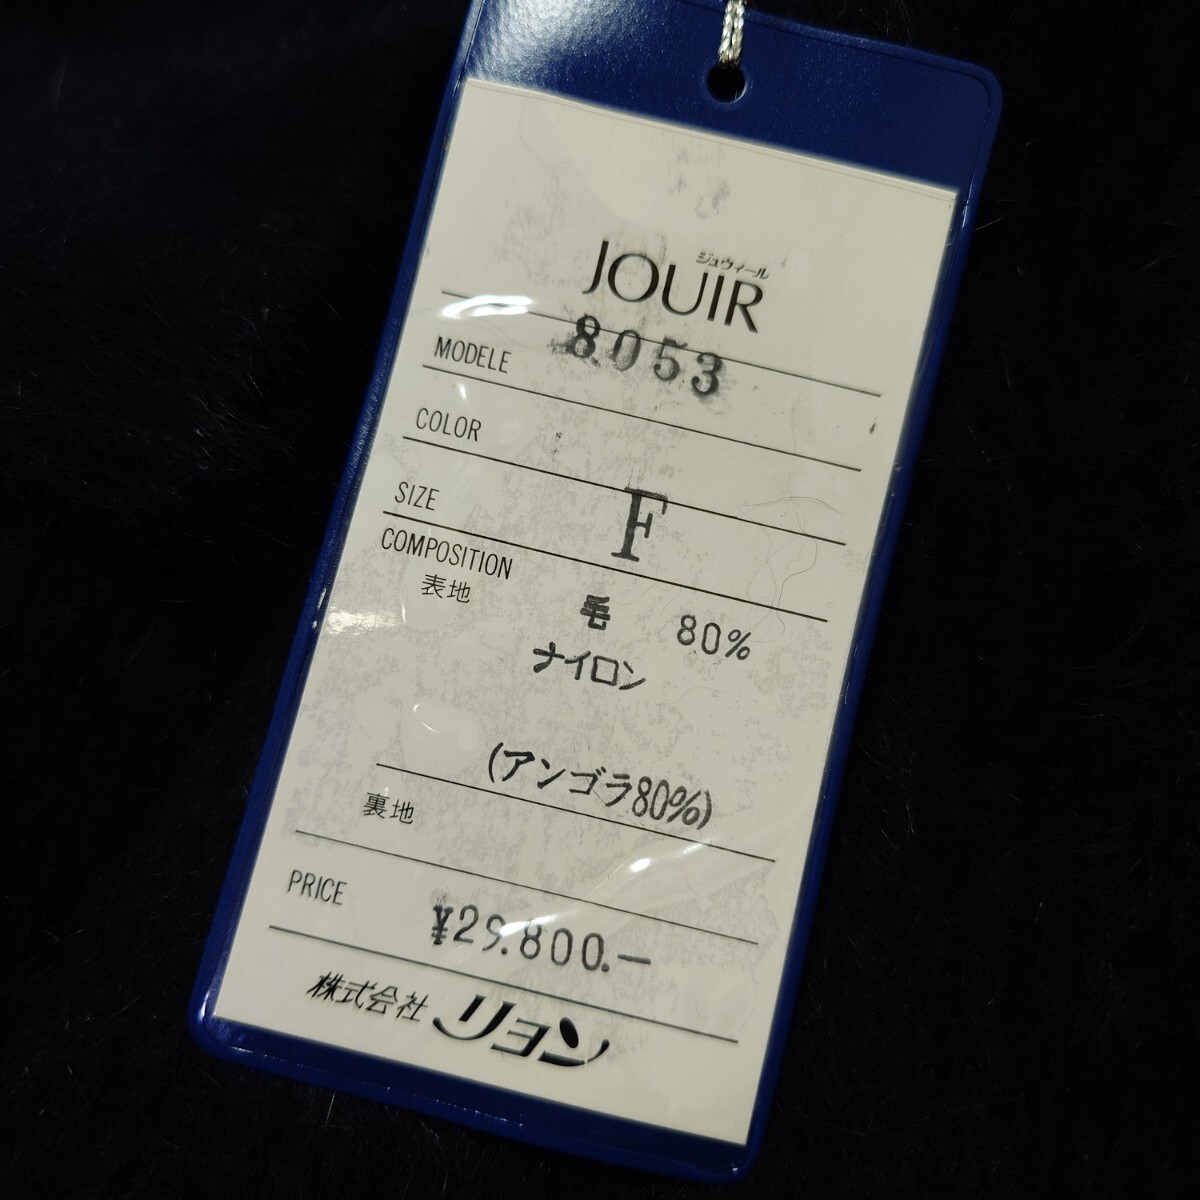 ジュヴィール
JOUIR
MODELE 8053
COLOR
SIZE F
COMPOSITION
表地 毛 80%
ナイロン
(アンゴラ80%)
裏地
PRICE ¥29.800.—
株式会社 リヨン